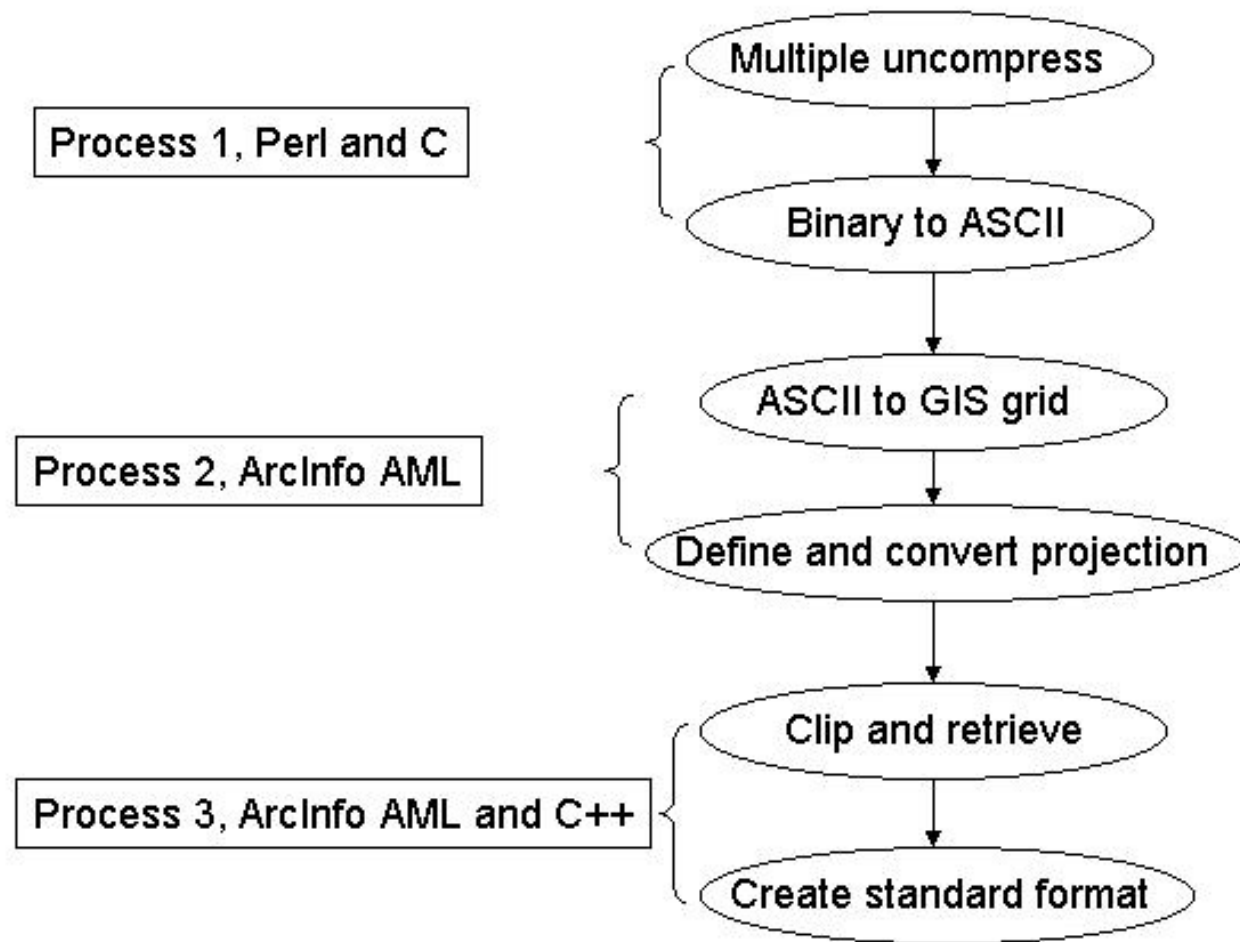 Multiple uncompress
Process 1, Perl and C
Binary to ASCII
ASCII to GIS grid
Process 2, ArcInfo AML
Define and convert projection
Clip and retrieve
Process 3, ArcInfo AML and C++
Create standard format